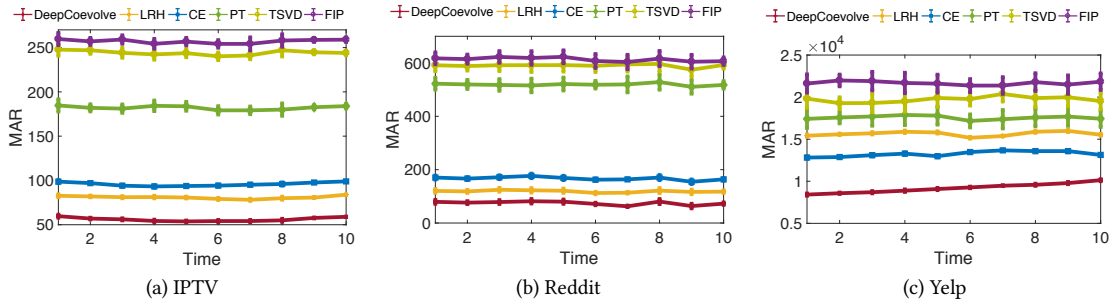 DeepCoevolve LRH CE PT TSVD FIP
MAR
250
200
150
100
50
2 4 6 8 10
Time
(a) IPTV
DeepCoevolve LRH CE PT TSVD FIP
MAR
600
400
200
0
2 4 6 8 10
Time
(b) Reddit
DeepCoevolve LRH CE PT TSVD FIP
×10⁴
MAR
2.5
2
1.5
1
0.5
2 4 6 8 10
Time
(c) Yelp